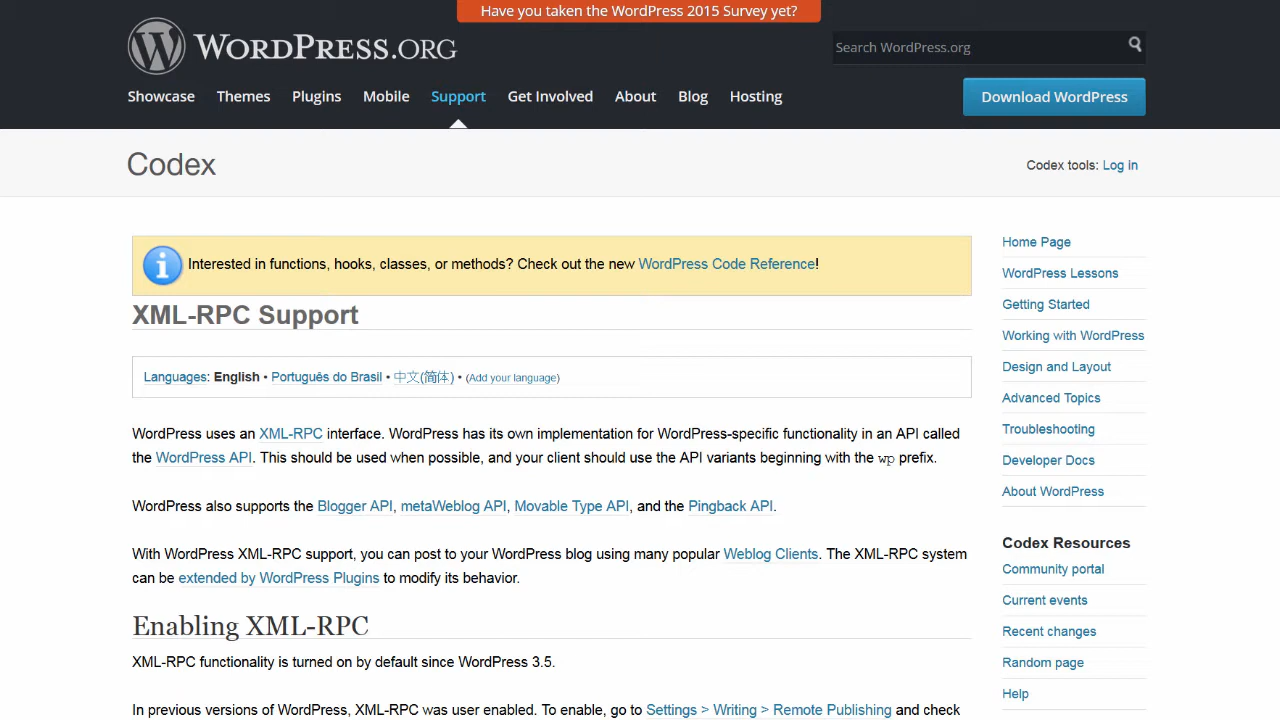 Have you taken the WordPress 2015 Survey yet?
WORDPRESS.ORG
Search WordPress.org
Showcase Themes Plugins Mobile Support Get Involved About Blog Hosting
Download WordPress
Codex
Codex tools: Log in
Interested in functions, hooks, classes, or methods? Check out the new WordPress Code Reference!
XML-RPC Support
Languages: English • Português do Brasil • 中文(简体) • (Add your language)
WordPress uses an XML-RPC interface. WordPress has its own implementation for WordPress-specific functionality in an API called
the WordPress API. This should be used when possible, and your client should use the API variants beginning with the wp prefix.
WordPress also supports the Blogger API, metaWeblog API, Movable Type API, and the Pingback API.
With WordPress XML-RPC support, you can post to your WordPress blog using many popular Weblog Clients. The XML-RPC system
can be extended by WordPress Plugins to modify its behavior.
Enabling XML-RPC
XML-RPC functionality is turned on by default since WordPress 3.5.
In previous versions of WordPress, XML-RPC was user enabled. To enable, go to Settings > Writing > Remote Publishing and check
Home Page
WordPress Lessons
Getting Started
Working with WordPress
Design and Layout
Advanced Topics
Troubleshooting
Developer Docs
About WordPress
Codex Resources
Community portal
Current events
Recent changes
Random page
Help